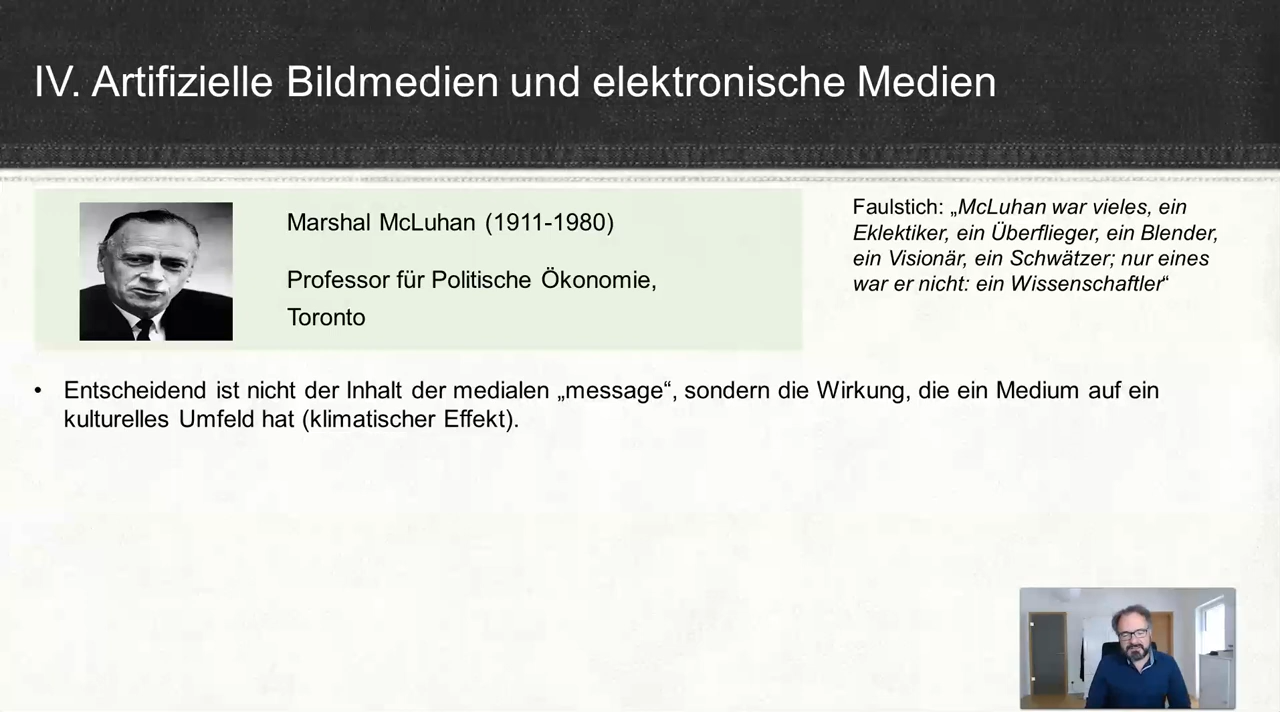 IV. Artifizielle Bildmedien und elektronische Medien
Marshal McLuhan (1911-1980)
Professor für Politische Ökonomie,
Toronto
Faulstich: „McLuhan war vieles, ein
Eklektiker, ein Überflieger, ein Blender,
ein Visionär, ein Schwätzer; nur eines
war er nicht: ein Wissenschaftler“
• Entscheidend ist nicht der Inhalt der medialen „message“, sondern die Wirkung, die ein Medium auf ein
kulturelles Umfeld hat (klimatischer Effekt).